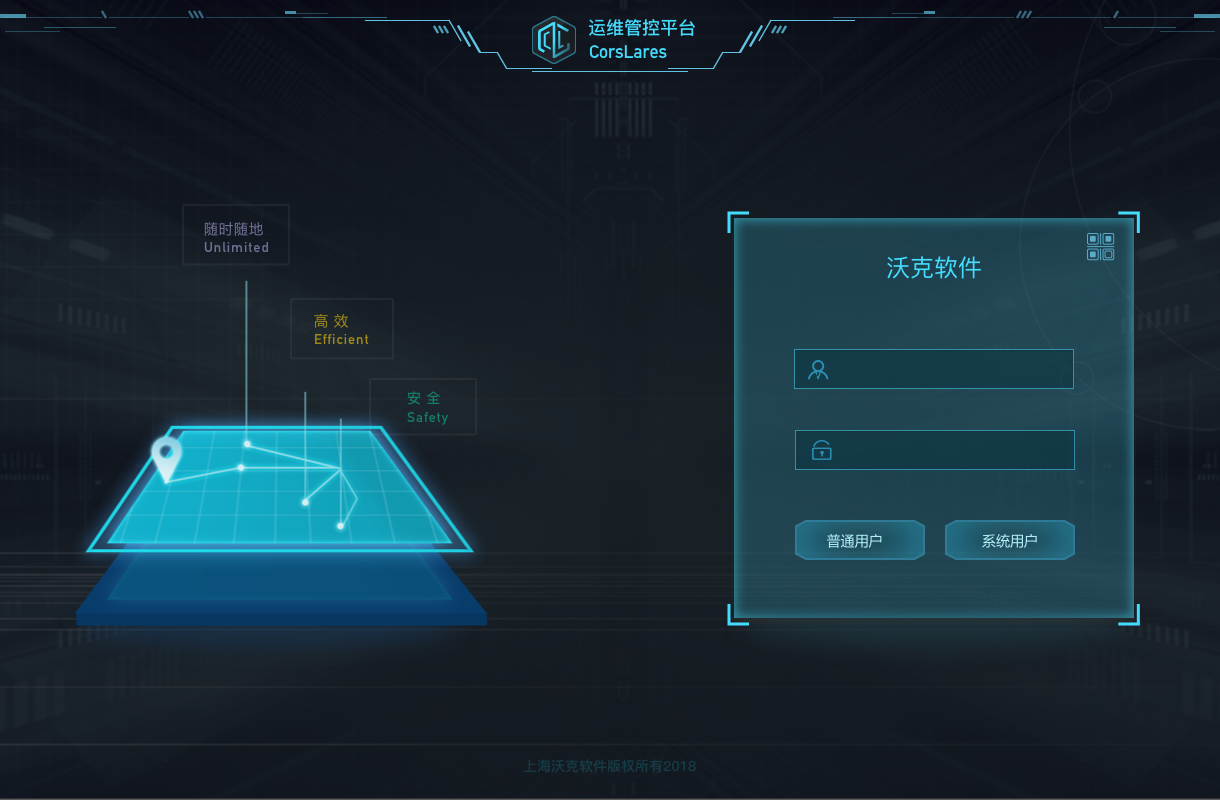 运维管控平台
CorsLares
随时随地
Unlimited
高 效
Efficient
安 全
Safety
沃克软件
普通用户
系统用户
上海沃克软件版权所有2018